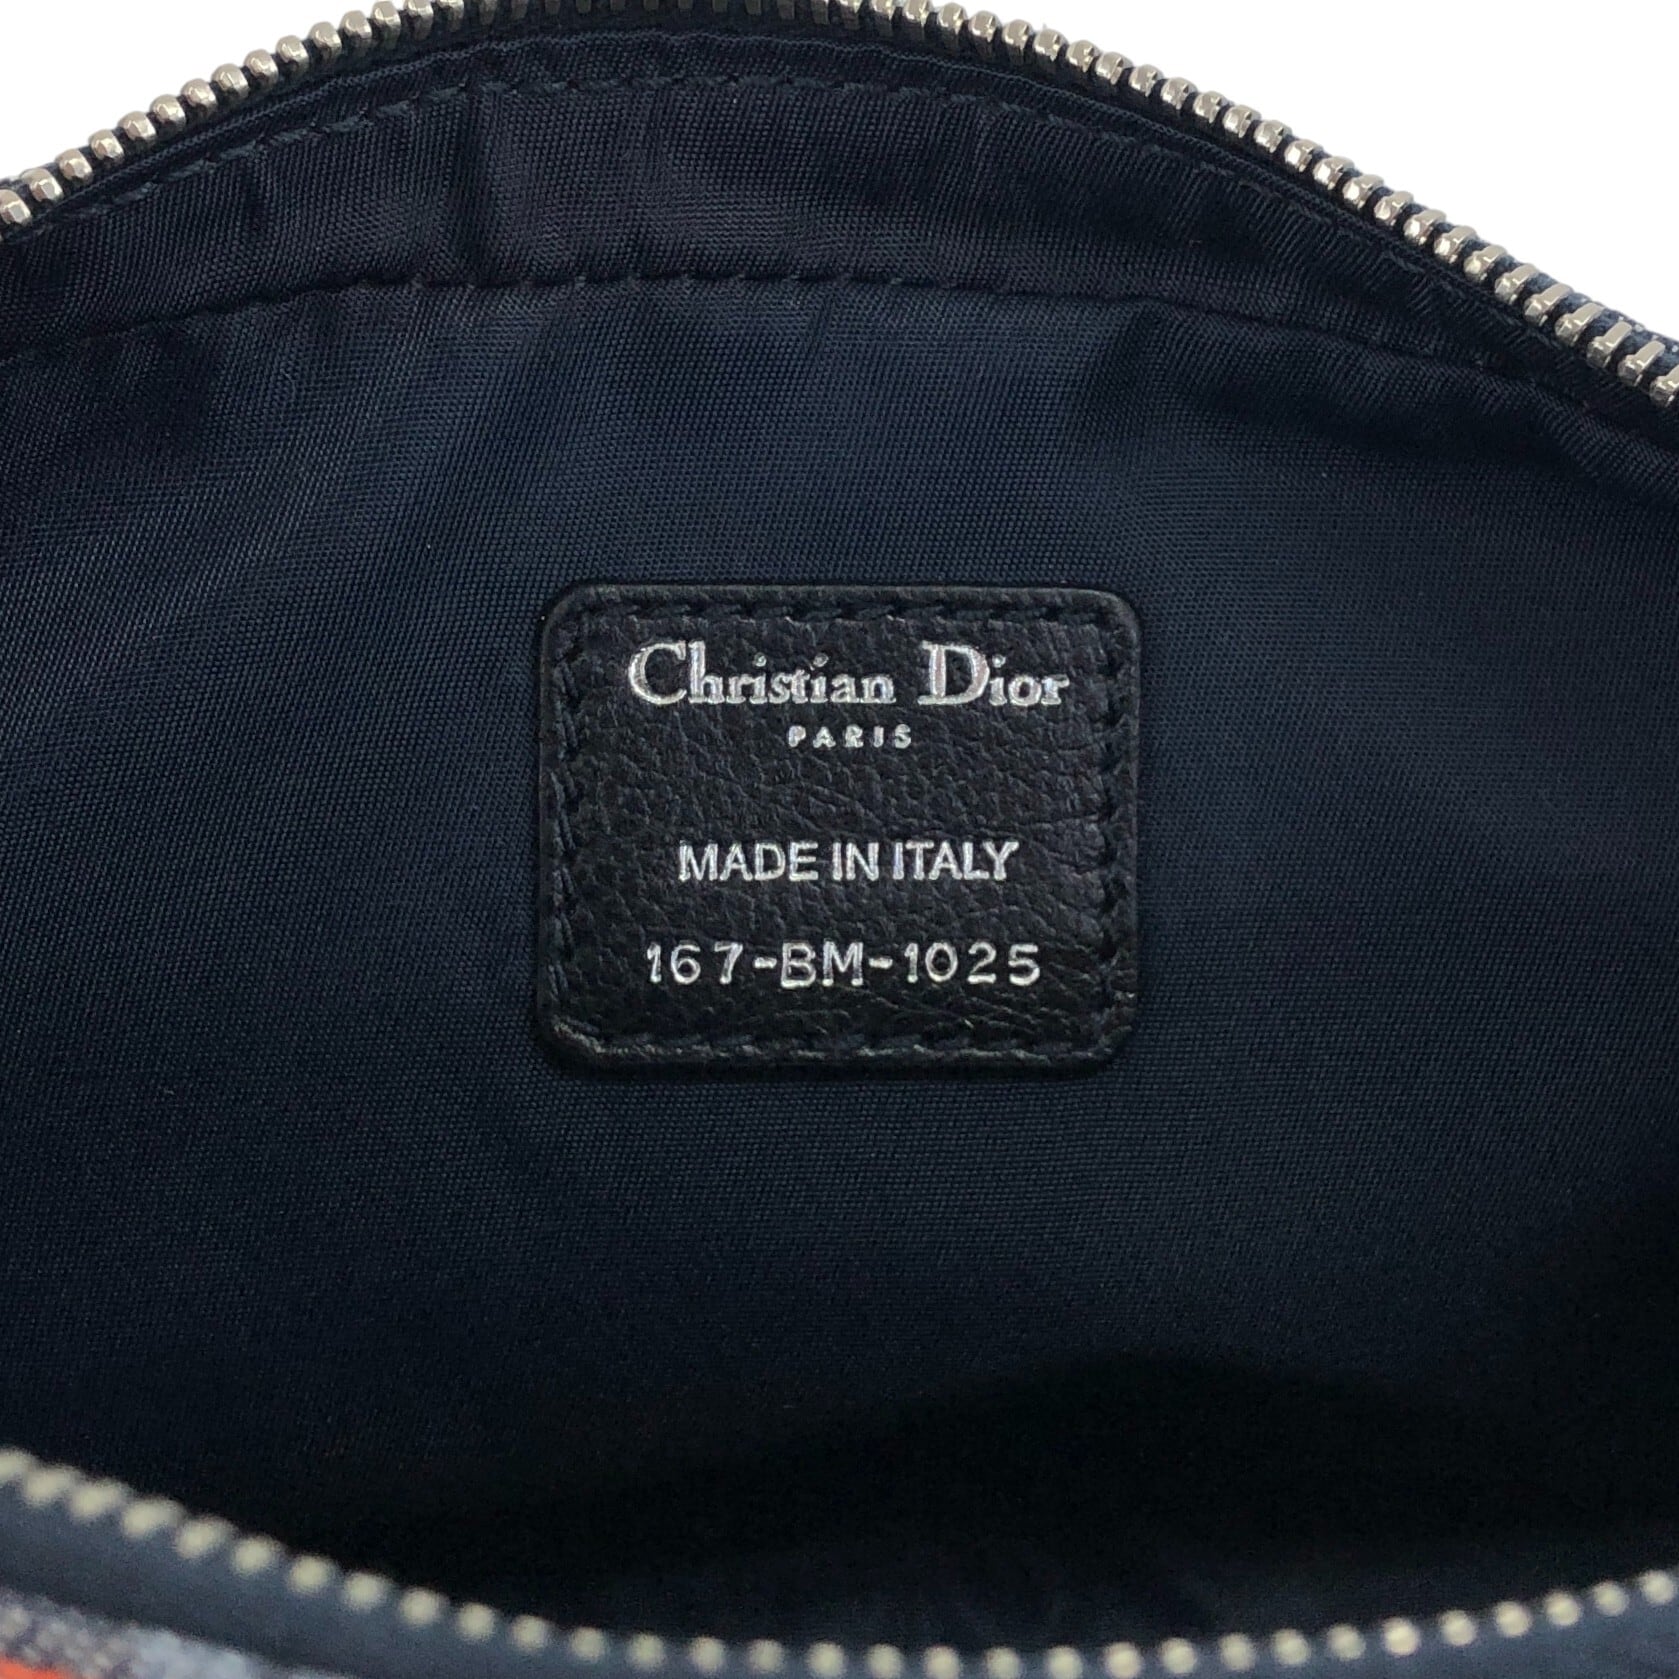 Christian Dior
PARIS
MADE IN ITALY
167-BM-1025